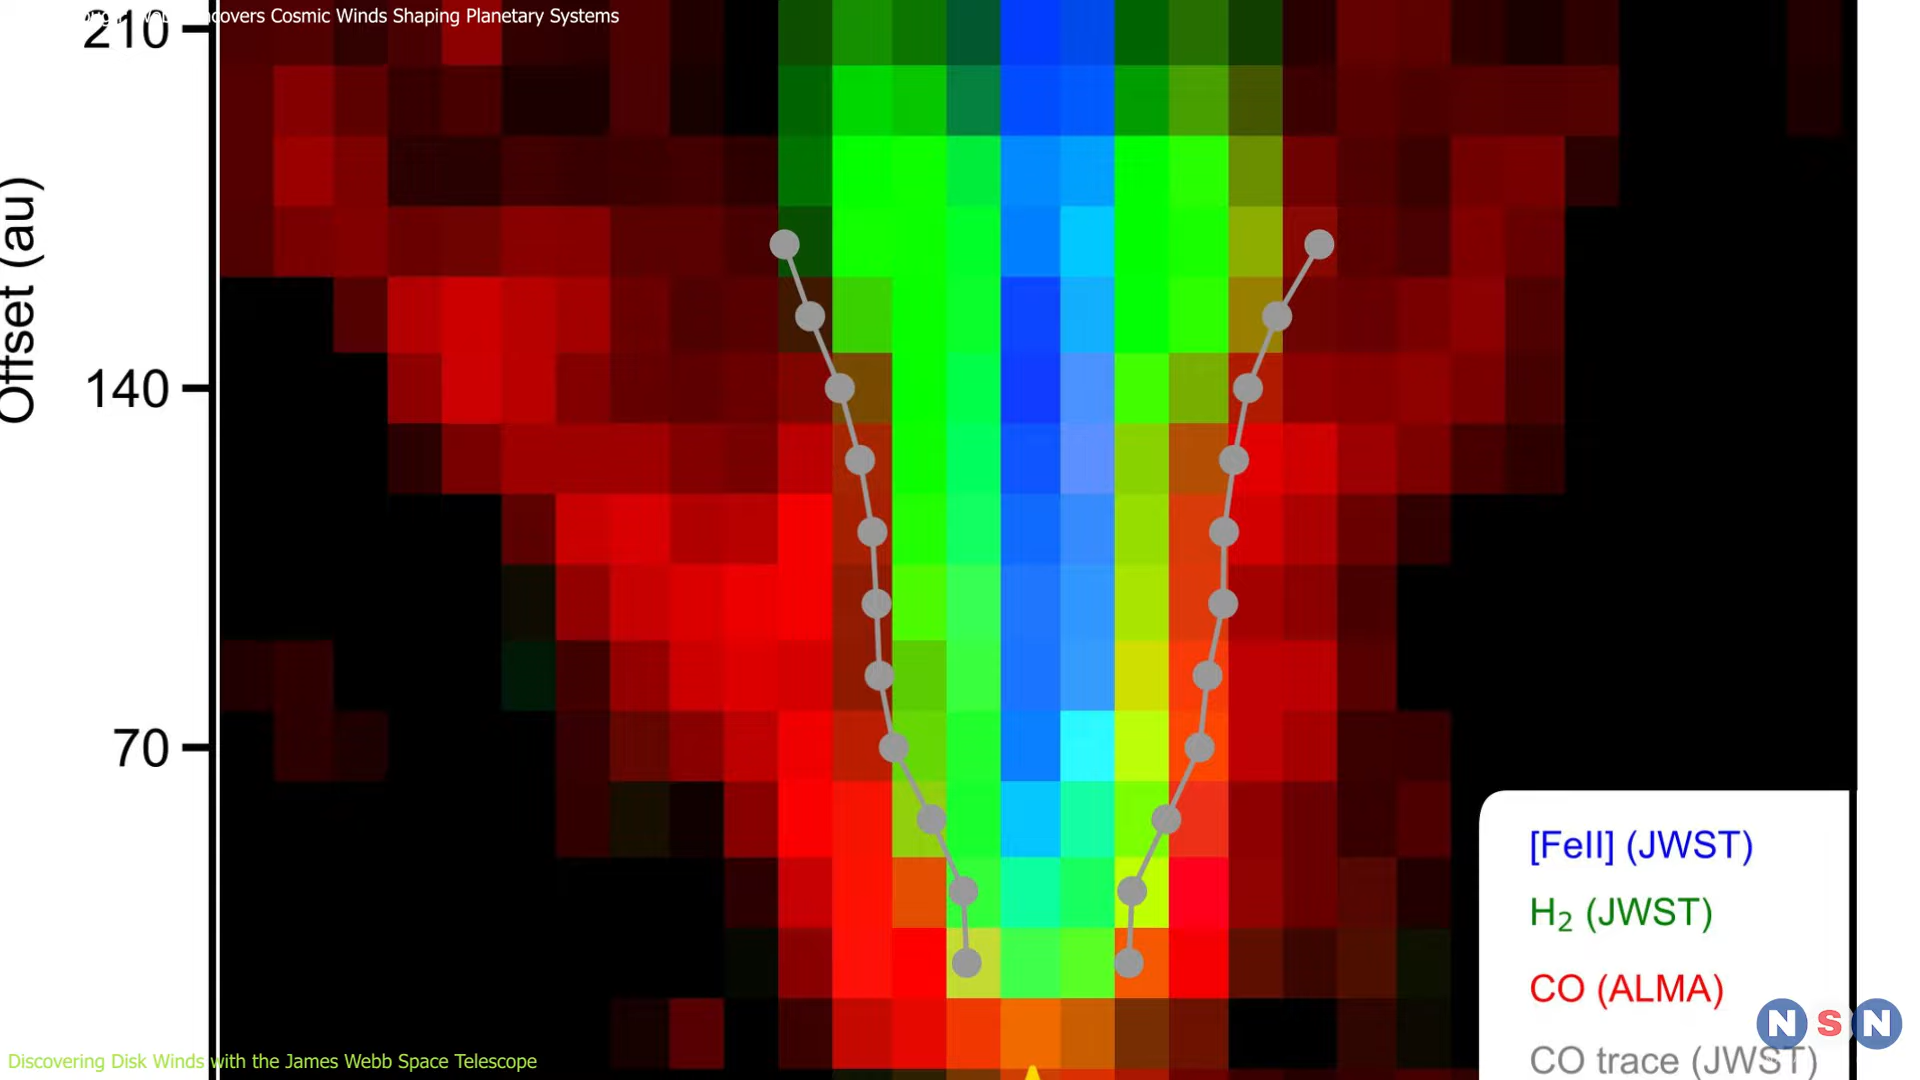 covers Cosmic Winds Shaping Planetary Systems
210
Offset (au)
140
70
[FeII] (JWST)
H₂ (JWST)
CO (ALMA)
NSN
CO trace (JWST)
Discovering Disk Winds with the James Webb Space Telescope